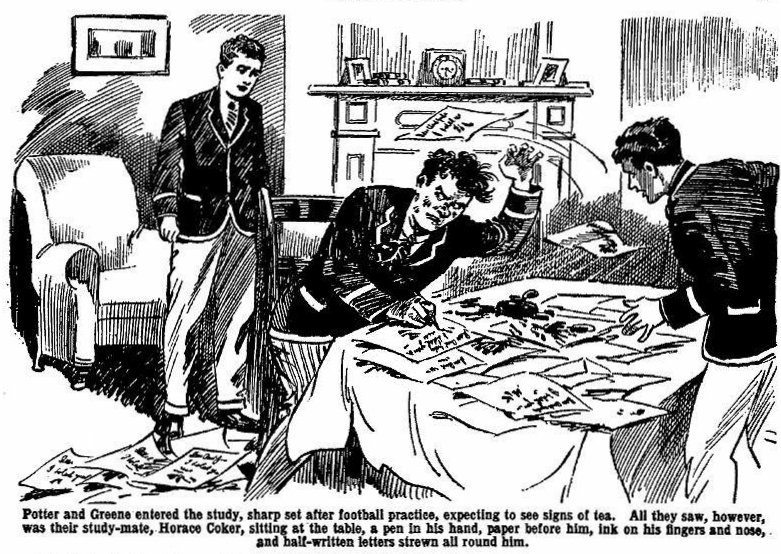 Potter and Greene entered the study, sharp set after football practice, expecting to see signs of tea. All they saw, however,
was their study-mate, Horace Coker, sitting at the table, a pen in his hand, paper before him, ink on his fingers and nose,
and half-written letters strewn all round him.